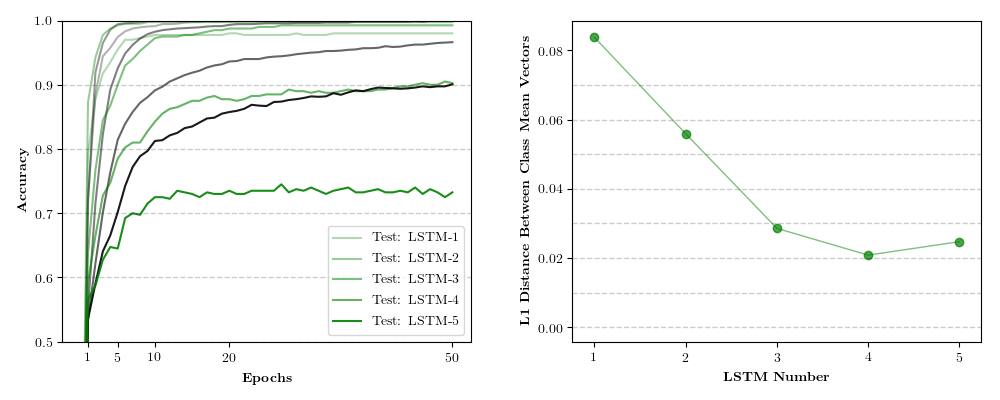 1.0
0.9
0.8
0.7
0.6
0.5
Accuracy
1 5 10 20 50
Epochs
Test: LSTM-1
Test: LSTM-2
Test: LSTM-3
Test: LSTM-4
Test: LSTM-5
0.08
0.06
0.04
0.02
0.00
L1 Distance Between Class Mean Vectors
1 2 3 4 5
LSTM Number